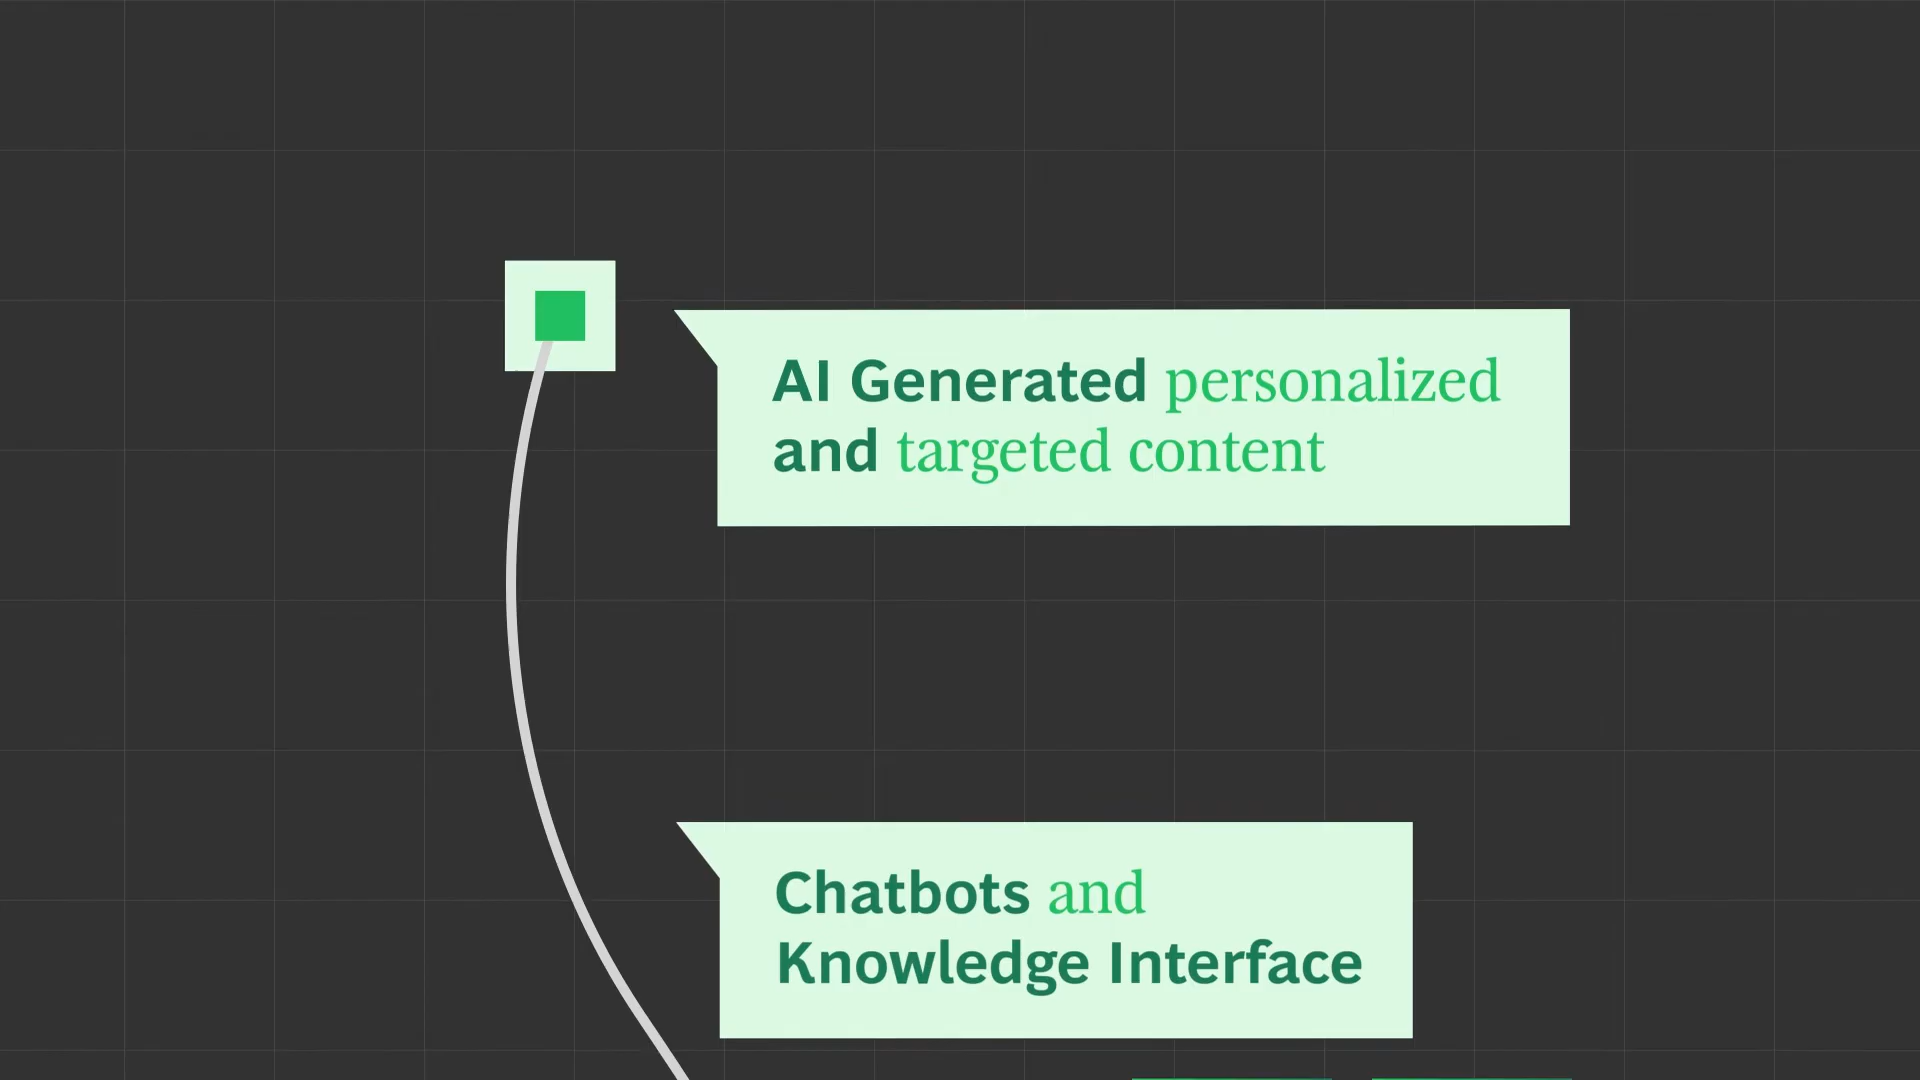 AI Generated personalized
and targeted content
Chatbots and
Knowledge Interface